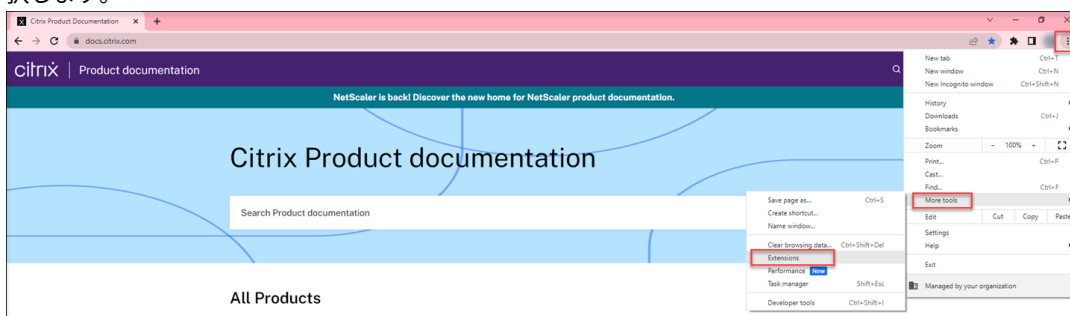 択します。
Citrix Product Documentation
docs.citrix.com
citrix | Product documentation
NetScaler is back! Discover the new home for NetScaler product documentation.
Citrix Product documentation
Search Product documentation
All Products
New tab Ctrl+T
New window Ctrl+N
New Incognito window Ctrl+Shift+N
History
Downloads Ctrl+J
Bookmarks
Zoom - 100% +
Print... Ctrl+P
Cast...
Find... Ctrl+F
More tools
Edit Cut Copy Paste
Settings
Help
Exit
Managed by your organization
Save page as... Ctrl+S
Create shortcut...
Name window...
Clear browsing data... Ctrl+Shift+Del
Extensions
Performance New
Task manager Shift+Esc
Developer tools Ctrl+Shift+I